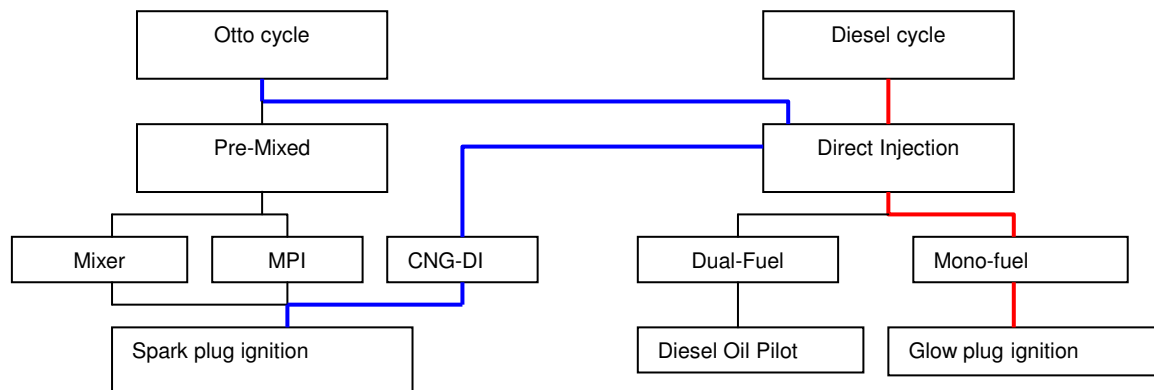 Otto cycle
Diesel cycle
Pre-Mixed
Direct Injection
Mixer
MPI
CNG-DI
Dual-Fuel
Mono-fuel
Spark plug ignition
Diesel Oil Pilot
Glow plug ignition